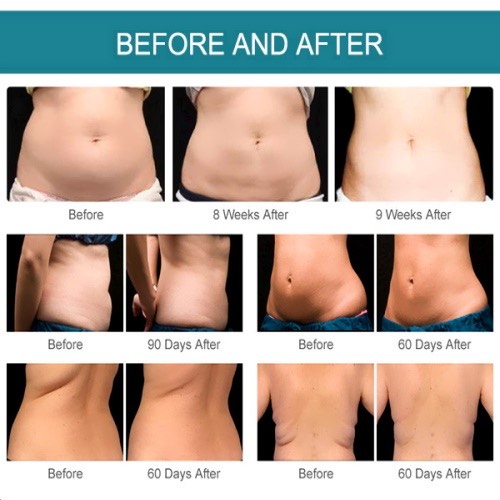 BEFORE AND AFTER
Before
8 Weeks After
9 Weeks After
Before
90 Days After
Before
60 Days After
Before
60 Days After
Before
60 Days After